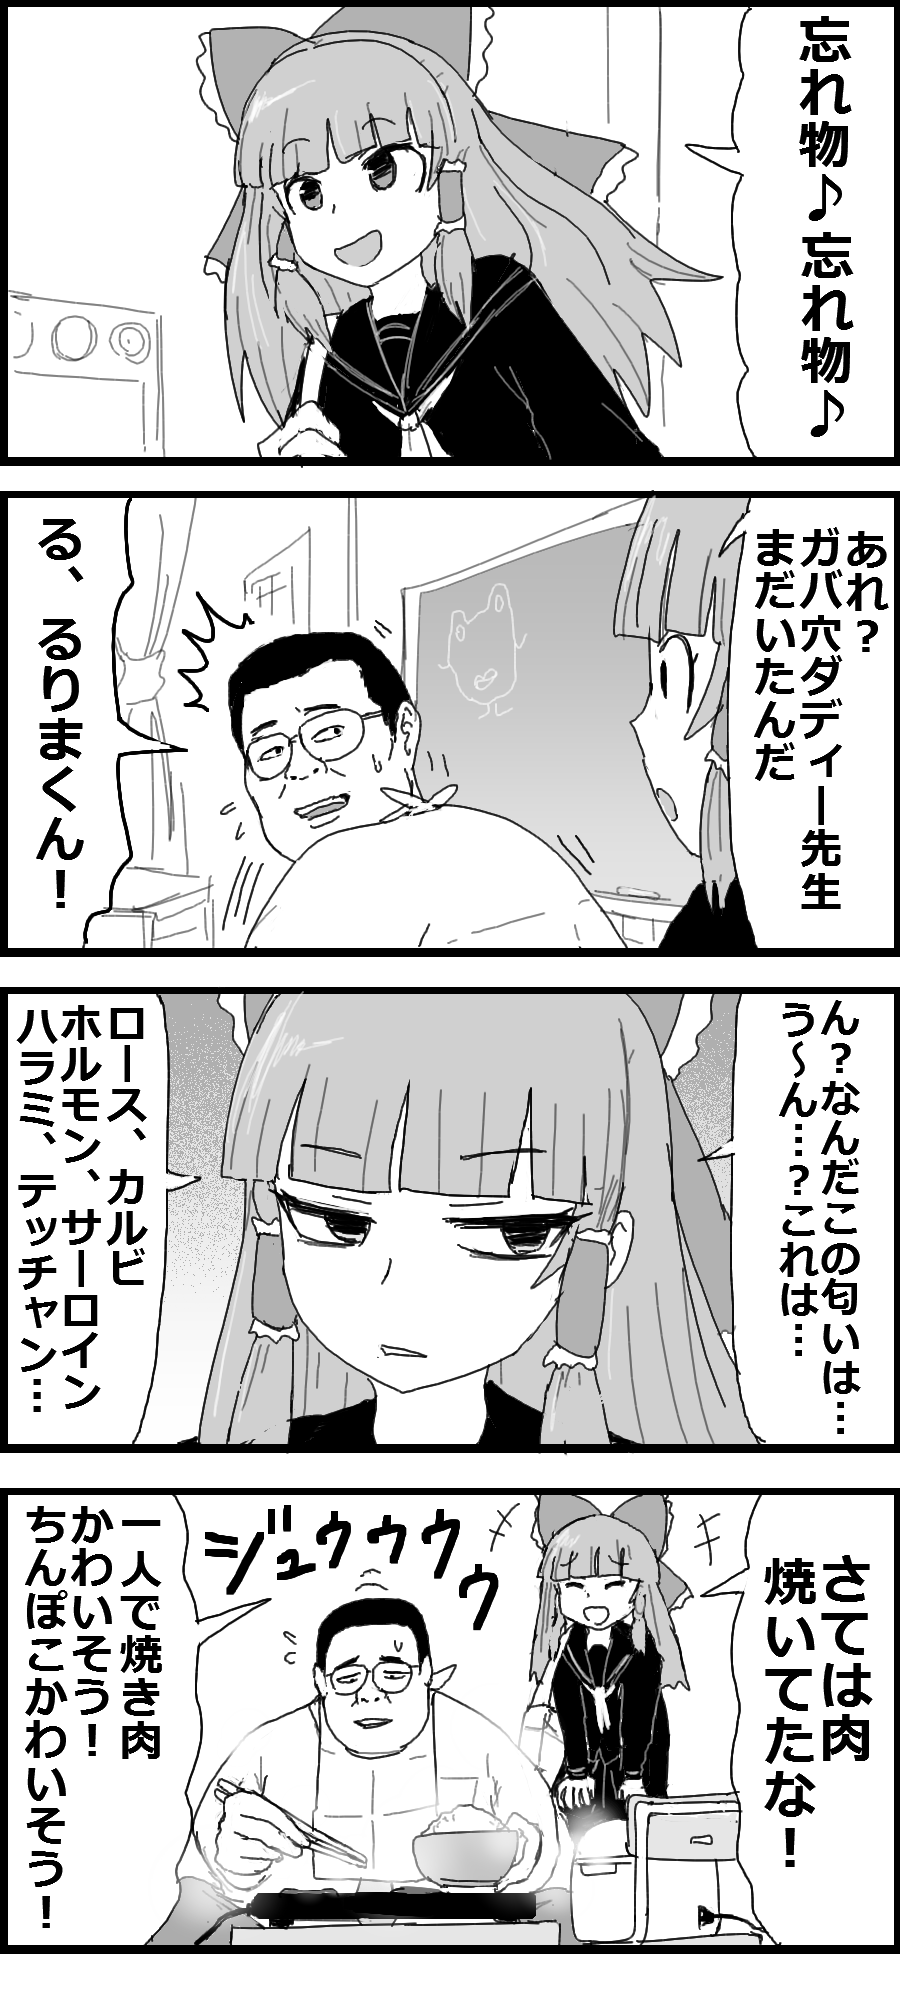 忘れ物♪忘れ物♪
あれ？
ガバ穴ダディー先生
まだいたんだ
る、るりまくん！
ん？なんだこの匂いは…
う～ん…？これは…
ロース、カルビ
ホルモン、サーロイン
ハラミ、テッチャン…
さては肉
焼いてたな！
ジュウウウウ
一人で焼き肉
かわいそう！
ちんぽこかわいそう！